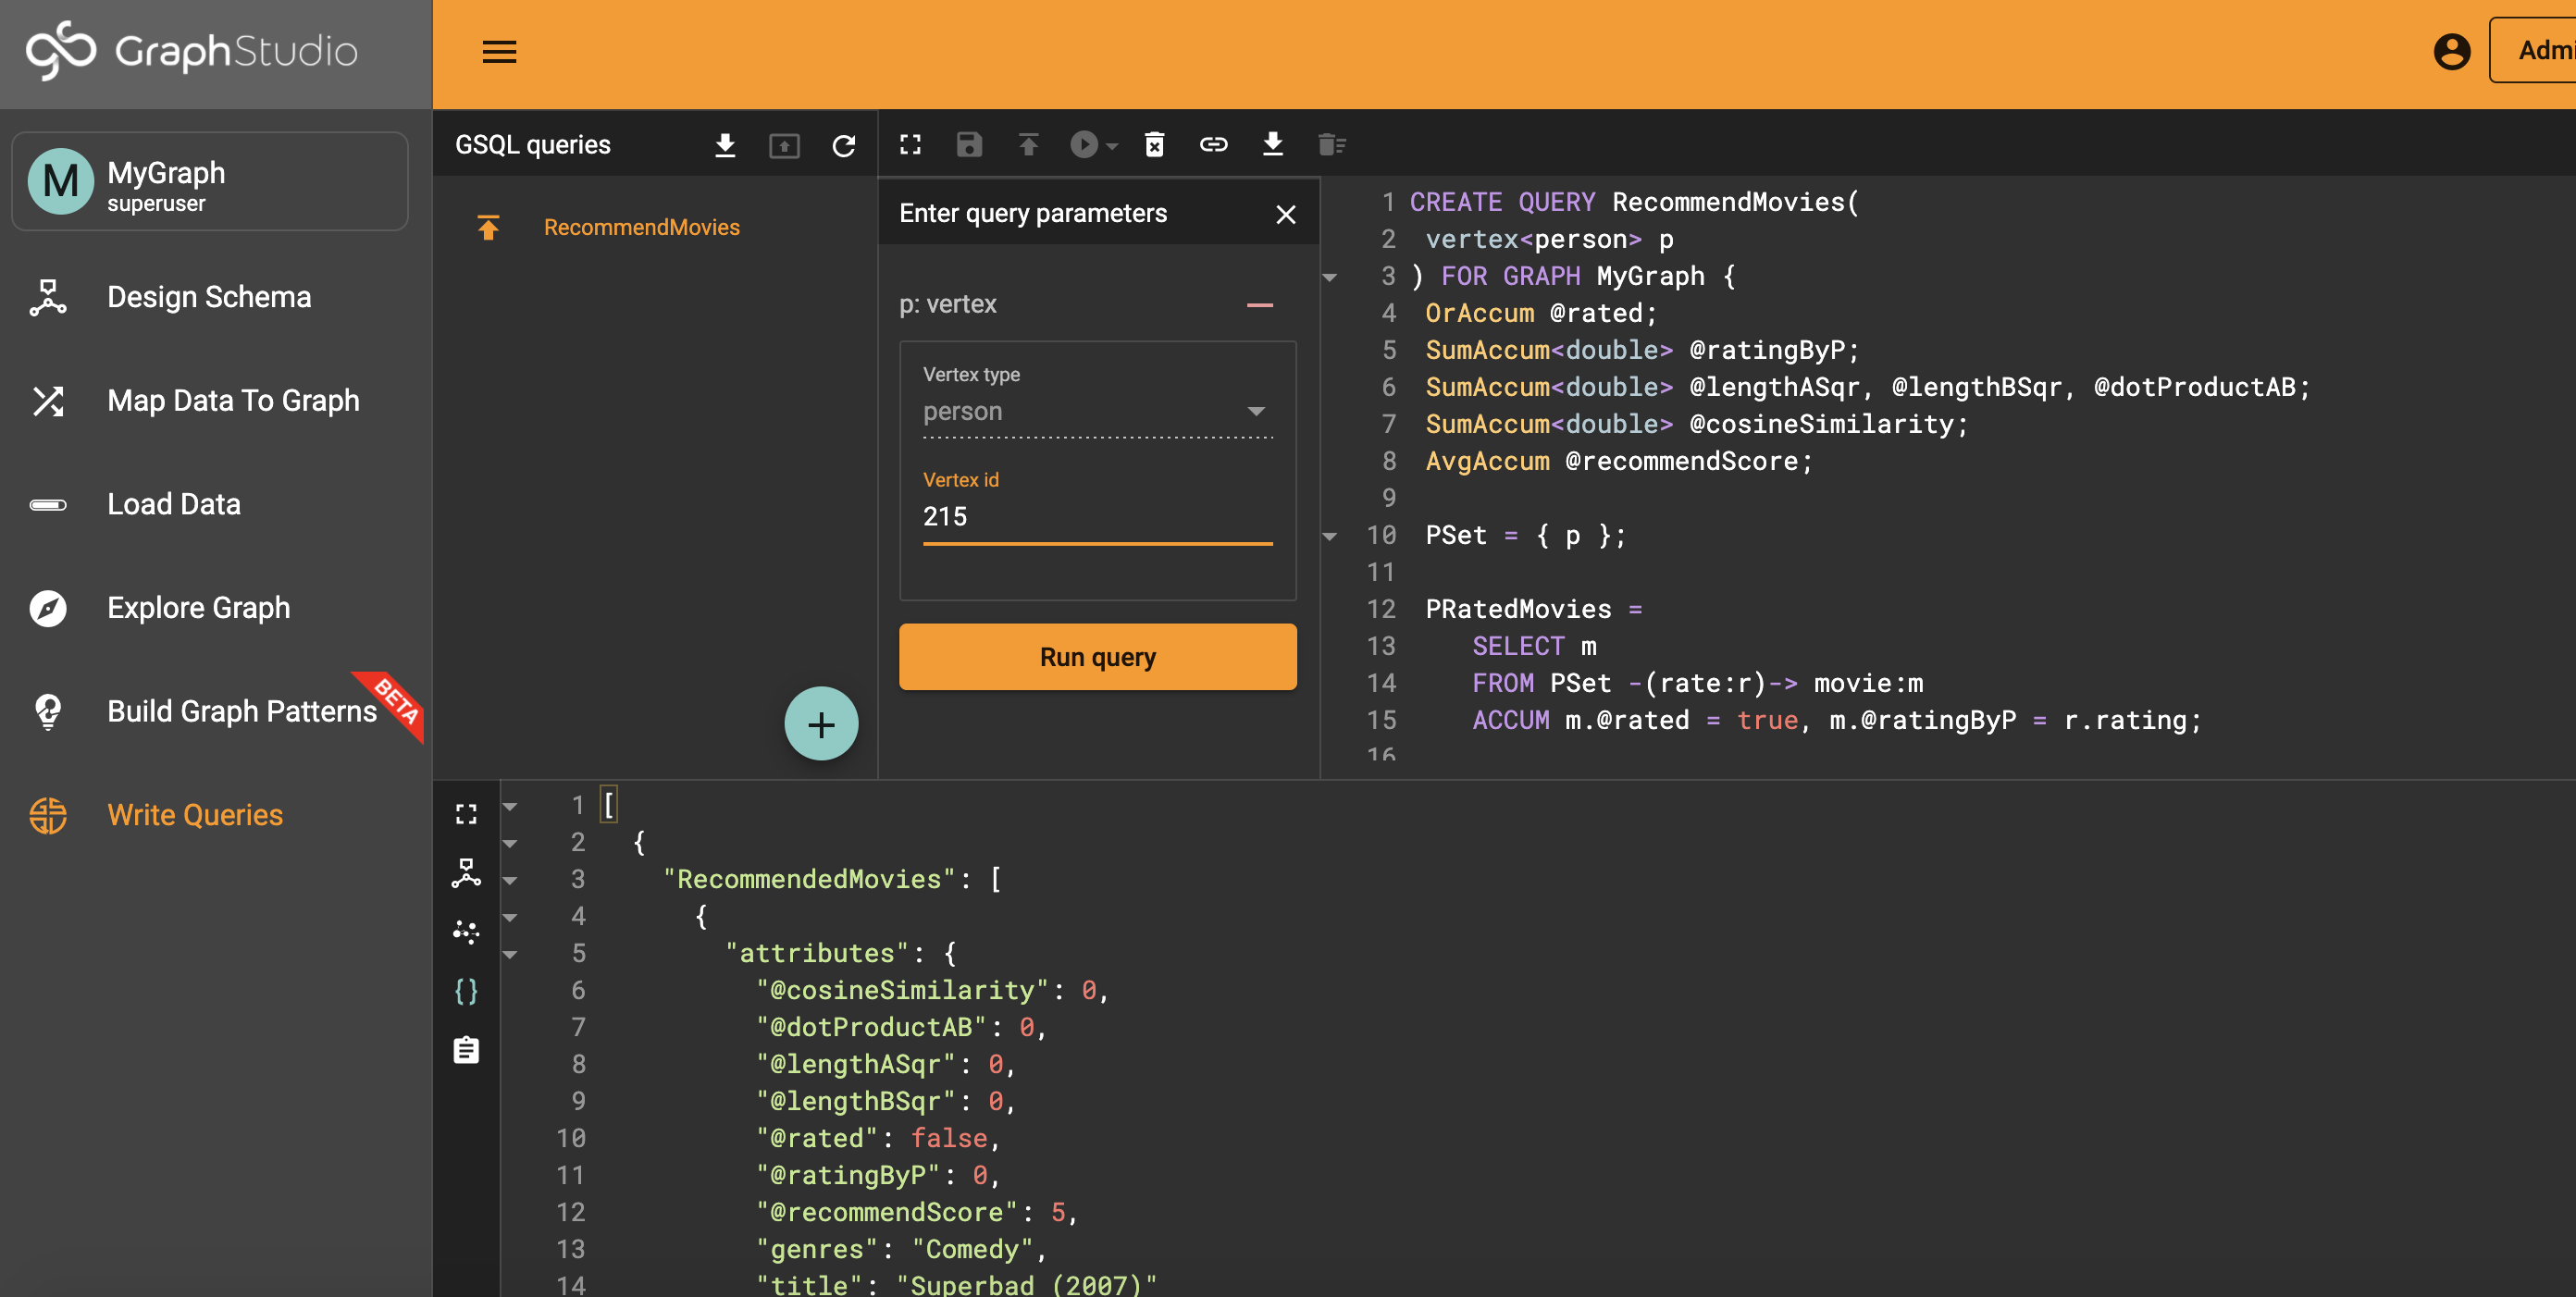 GraphStudio
Admi
M
MyGraph
superuser
Design Schema
Map Data To Graph
Load Data
Explore Graph
Build Graph Patterns
BETA
Write Queries
GSQL queries
RecommendMovies
+
Enter query parameters
p: vertex
Vertex type
person
Vertex id
215
Run query
1 CREATE QUERY RecommendMovies(
2 vertex<person> p
3 ) FOR GRAPH MyGraph {
4 OrAccum @rated;
5 SumAccum<double> @ratingByP;
6 SumAccum<double> @lengthASqr, @lengthBSqr, @dotProductAB;
7 SumAccum<double> @cosineSimilarity;
8 AvgAccum @recommendScore;
9
10 PSet = { p };
11
12 PRatedMovies =
13 SELECT m
14 FROM PSet -(rate:r)-> movie:m
15 ACCUM m.@rated = true, m.@ratingByP = r.rating;
16
1 [
2 {
3 "RecommendedMovies": [
4 {
5 "attributes": {
6 "@cosineSimilarity": 0,
7 "@dotProductAB": 0,
8 "@lengthASqr": 0,
9 "@lengthBSqr": 0,
10 "@rated": false,
11 "@ratingByP": 0,
12 "@recommendScore": 5,
13 "genres": "Comedy",
14 "title": "Superbad (2007)"